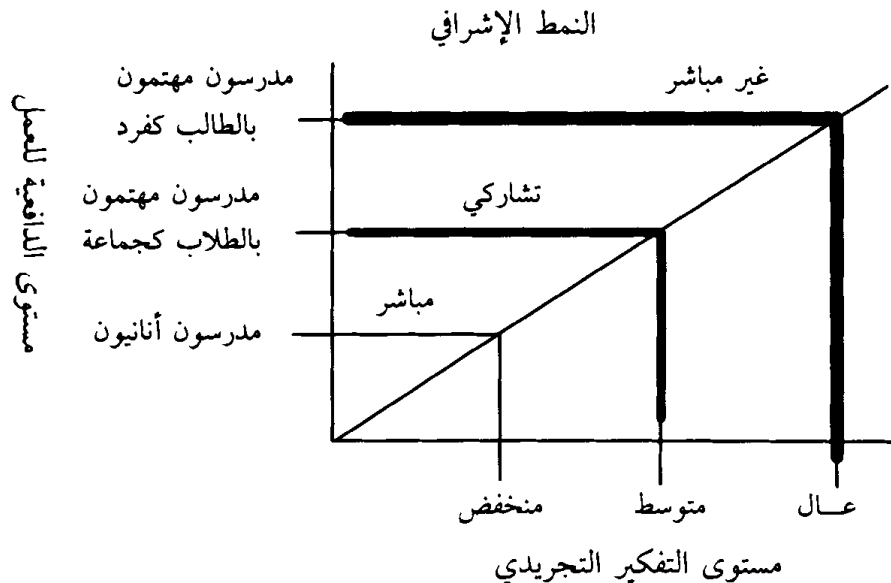 النمط الإشرافي
غير مباشر
مدرسون مهتمون
بالطالب كفرد
تشاركي
مدرسون مهتمون
بالطلاب كجماعة
مباشر
مدرسون أنانيون
مستوى الدافعية للعمل
منخفض
متوسط
عــال
مستوى التفكير التجريدي